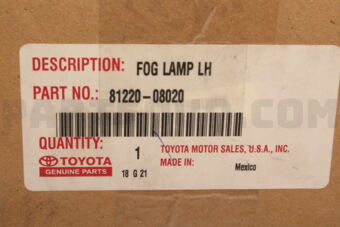 DESCRIPTION: FOG LAMP LH
PART NO.: 81220-08020
QUANTITY: 1
TOYOTA
GENUINE PARTS
18 G 21
TOYOTA MOTOR SALES, U.S.A., INC.
MADE IN: Mexico